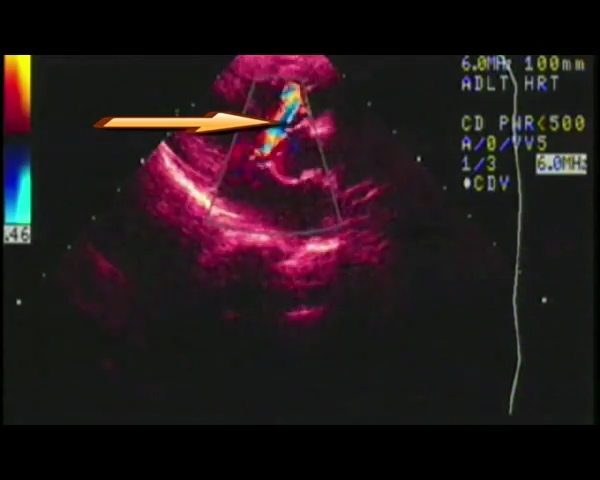 6.0MHz 100mm
ADLT HRT
CD PWR<500
A/0/VV5
1/3 6.0MHz
♦CDV
.46